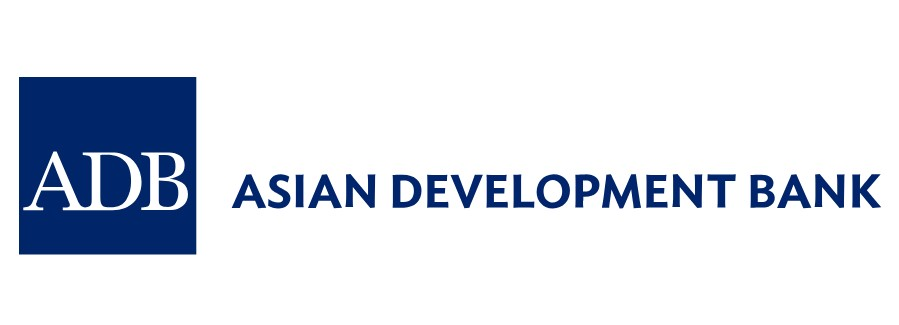 ADB
ASIAN DEVELOPMENT BANK